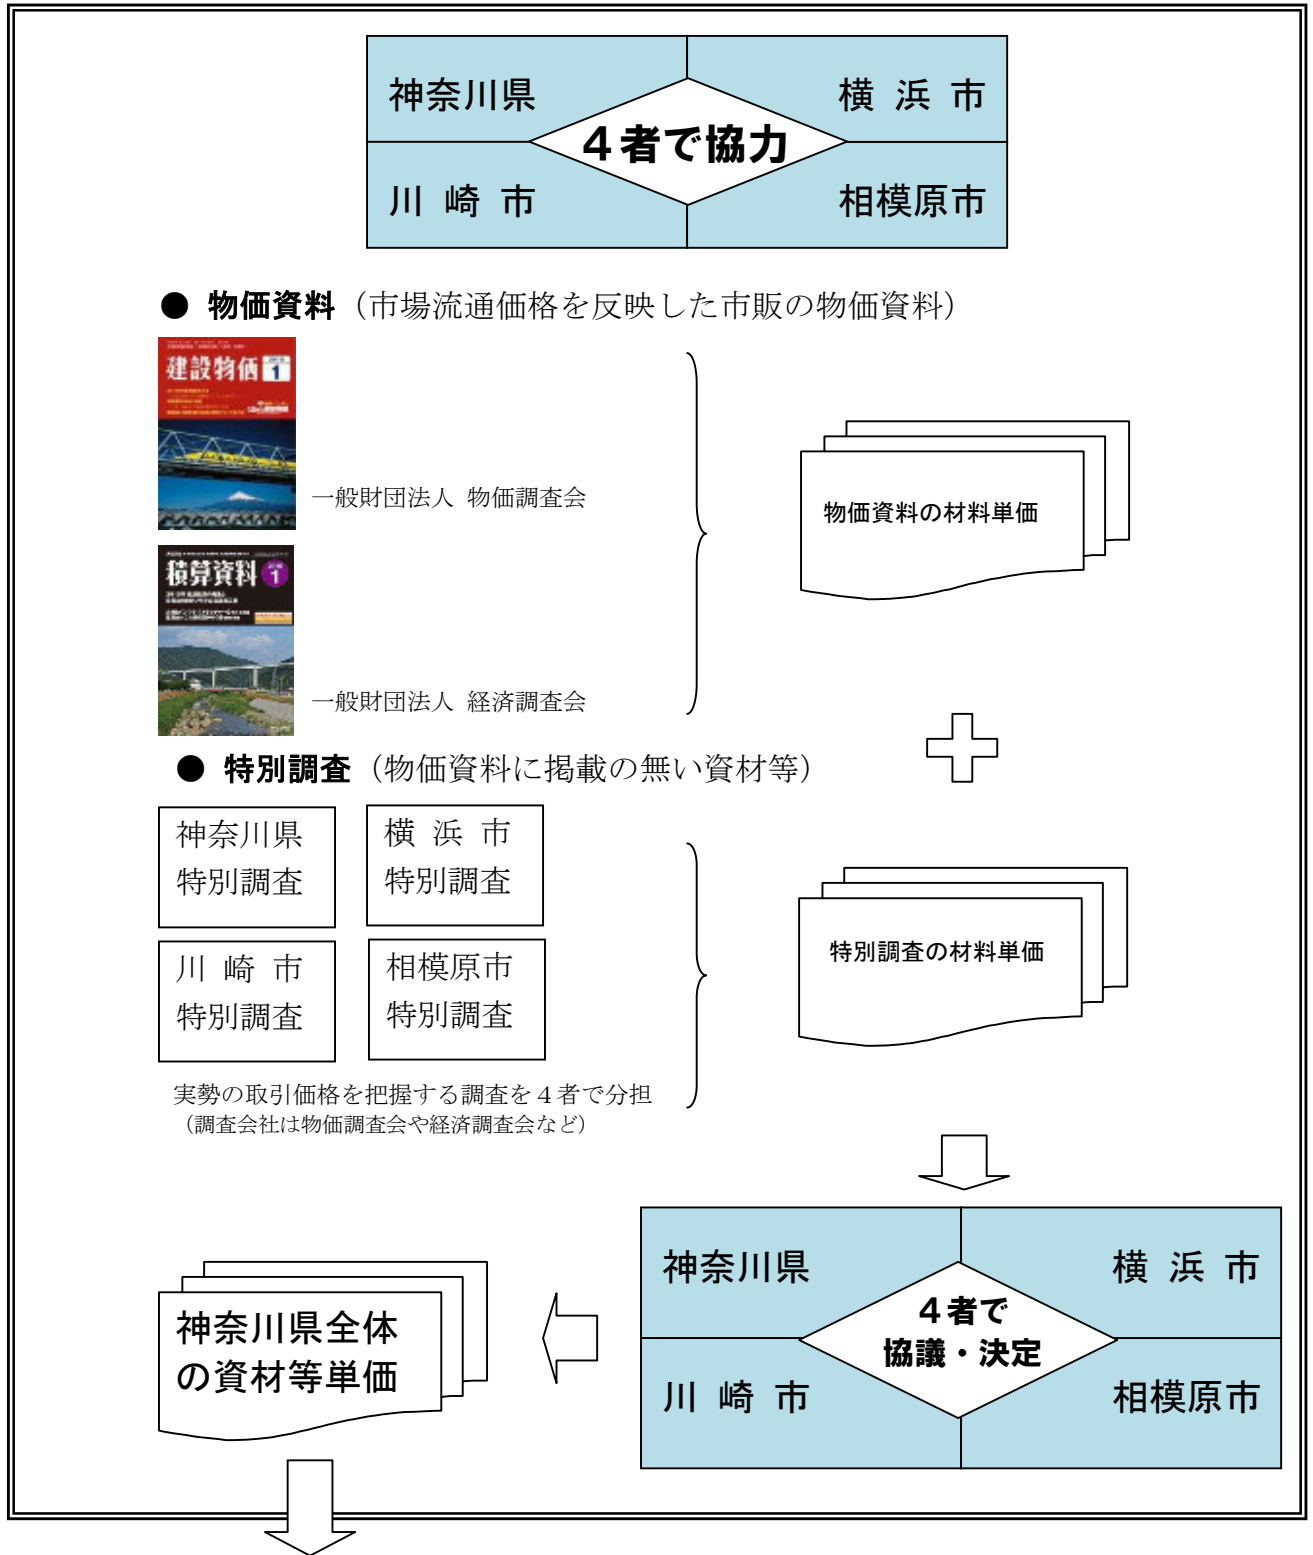 神奈川県
横 浜 市
４者で協力
川 崎 市
相模原市
● 物価資料（市場流通価格を反映した市販の物価資料）
建設物価 1
一般財団法人 物価調査会
物価資料の材料単価
積算資料 1
一般財団法人 経済調査会
● 特別調査（物価資料に掲載の無い資材等）
神奈川県
特別調査
横 浜 市
特別調査
川 崎 市
特別調査
相模原市
特別調査
特別調査の材料単価
実勢の取引価格を把握する調査を４者で分担
（調査会社は物価調査会や経済調査会など）
神奈川県
横 浜 市
４者で
協議・決定
川 崎 市
相模原市
神奈川県全体
の資材等単価